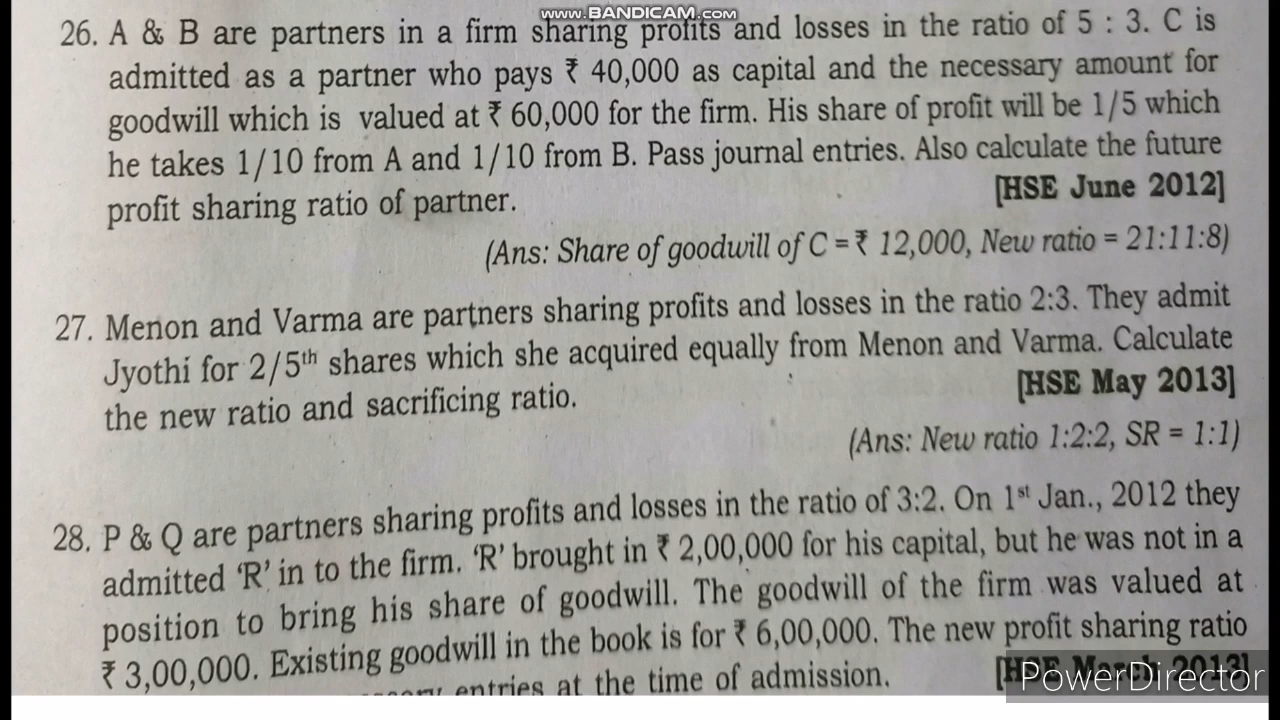 www.BANDICAM.com
26. A & B are partners in a firm sharing profits and losses in the ratio of 5 : 3. C is
admitted as a partner who pays ₹ 40,000 as capital and the necessary amount for
goodwill which is valued at ₹ 60,000 for the firm. His share of profit will be 1/5 which
he takes 1/10 from A and 1/10 from B. Pass journal entries. Also calculate the future
profit sharing ratio of partner. [HSE June 2012]
(Ans: Share of goodwill of C = ₹ 12,000, New ratio = 21:11:8)
27. Menon and Varma are partners sharing profits and losses in the ratio 2:3. They admit
Jyothi for 2/5th shares which she acquired equally from Menon and Varma. Calculate
the new ratio and sacrificing ratio. [HSE May 2013]
(Ans: New ratio 1:2:2, SR = 1:1)
28. P & Q are partners sharing profits and losses in the ratio of 3:2. On 1st Jan., 2012 they
admitted 'R' in to the firm. 'R' brought in ₹ 2,00,000 for his capital, but he was not in a
position to bring his share of goodwill. The goodwill of the firm was valued at
₹ 3,00,000. Existing goodwill in the book is for ₹ 6,00,000. The new profit sharing ratio
entries at the time of admission. [HSE March 2013]
PowerDirector